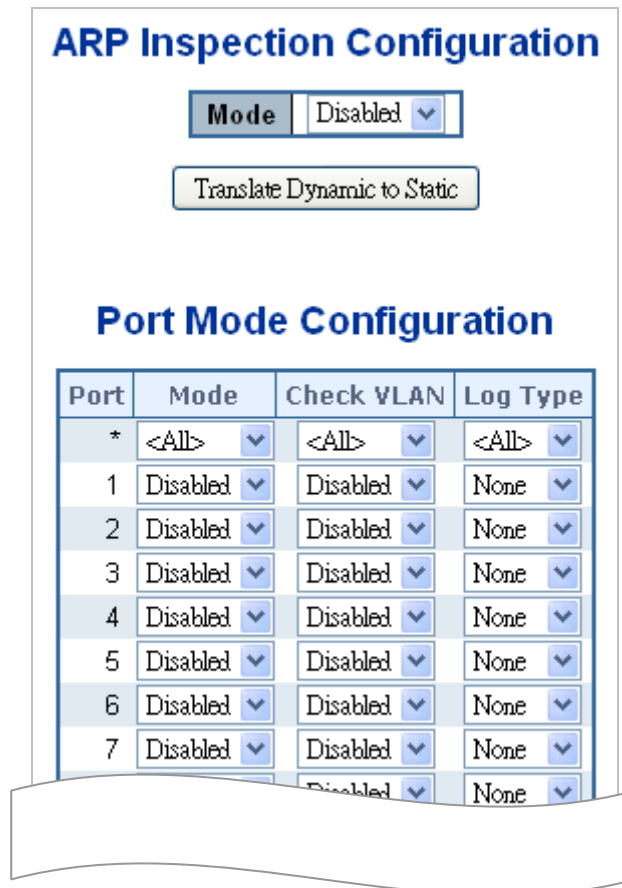 ARP Inspection Configuration
Mode Disabled
Translate Dynamic to Static
Port Mode Configuration
Port Mode Check VLAN Log Type
* <All> <All> <All>
1 Disabled Disabled None
2 Disabled Disabled None
3 Disabled Disabled None
4 Disabled Disabled None
5 Disabled Disabled None
6 Disabled Disabled None
7 Disabled Disabled None
Disabled None